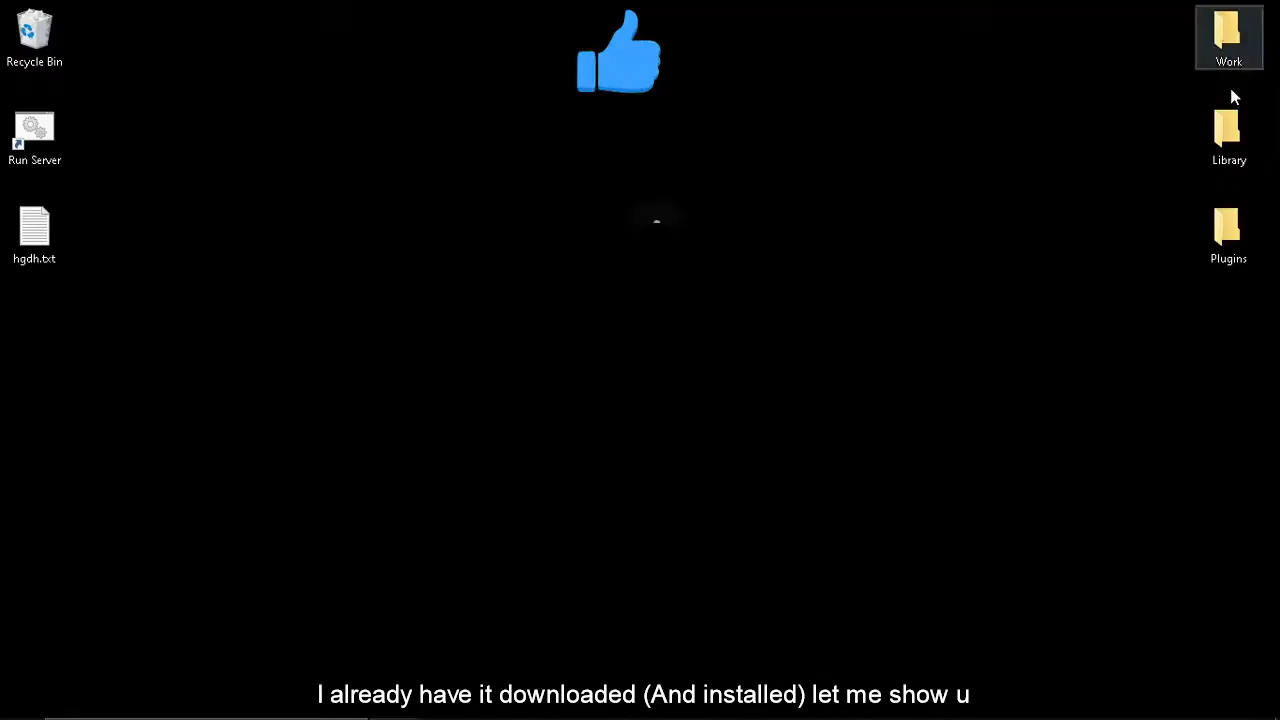 Recycle Bin
Work
Run Server
Library
hgdh.txt
Plugins
I already have it downloaded (And installed) let me show u